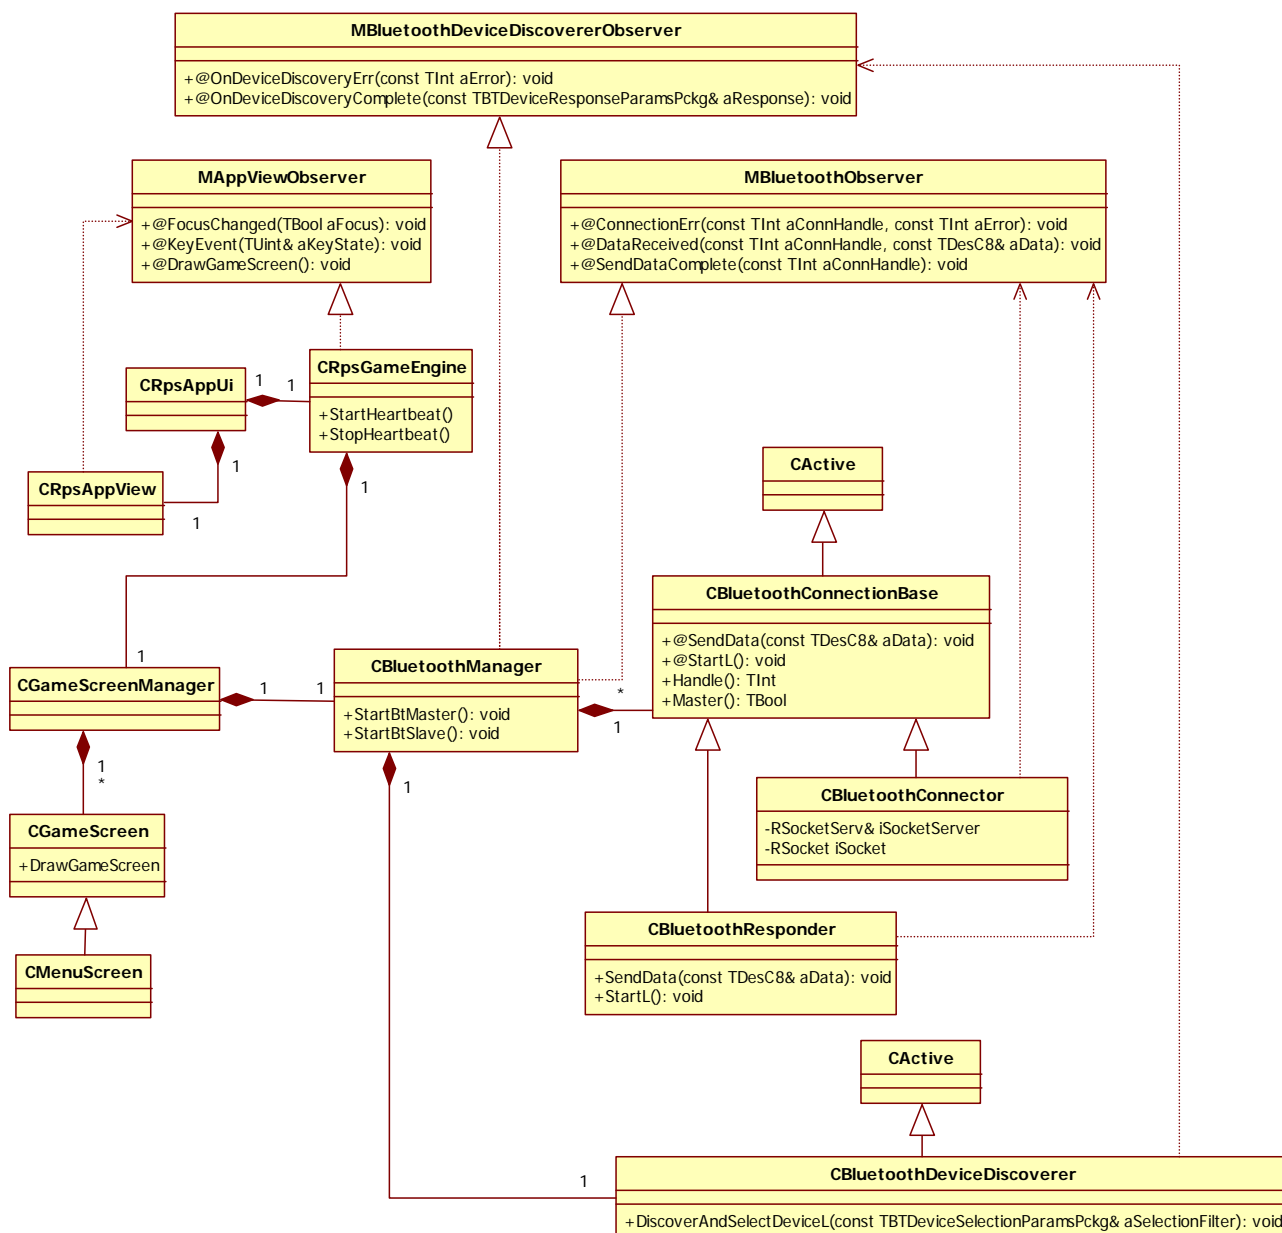 MBluetoothDeviceDiscovererObserver
+@OnDeviceDiscoveryErr(const TInt aError): void
+@OnDeviceDiscoveryComplete(const TBTDeviceResponseParamsPckg& aResponse): void
MAppViewObserver
+@FocusChanged(TBool aFocus): void
+@KeyEvent(TUint& aKeyState): void
+@DrawGameScreen(): void
MBluetoothObserver
+@ConnectionErr(const TInt aConnHandle, const TInt aError): void
+@DataReceived(const TInt aConnHandle, const TDesC8& aData): void
+@SendDataComplete(const TInt aConnHandle): void
CRpsAppUi
1
1
CRpsGameEngine
+StartHeartbeat()
+StopHeartbeat()
1
1
CRpsAppView
1
CActive
CBluetoothConnectionBase
+@SendData(const TDesC8& aData): void
+@StartL(): void
+Handle(): TInt
+Master(): TBool
1
CGameScreenManager
1
1
CBluetoothManager
+StartBtMaster(): void
+StartBtSlave(): void
*
1
1
*
1
CGameScreen
+DrawGameScreen
CBluetoothConnector
-RSocketServ& iSocketServer
-RSocket iSocket
CMenuScreen
CBluetoothResponder
+SendData(const TDesC8& aData): void
+StartL(): void
CActive
1
CBluetoothDeviceDiscoverer
+DiscoverAndSelectDeviceL(const TBTDeviceSelectionParamsPckg& aSelectionFilter): void